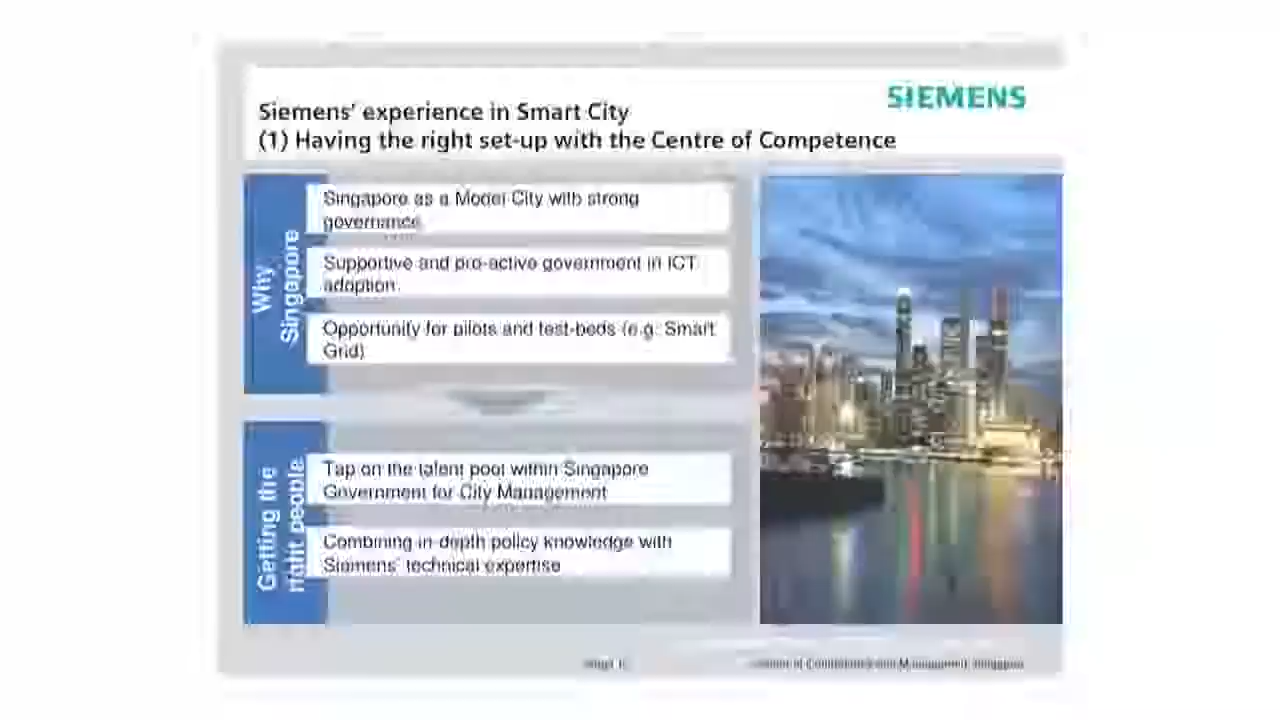 SIEMENS
Siemens' experience in Smart City
(1) Having the right set-up with the Centre of Competence
Why
Singapore
Singapore as a Model City with strong
governance
Supportive and pro-active government in ICT
adoption
Opportunity for pilots and test-beds (e.g. Smart
Grid)
Getting the
right people
Tap on the talent pool within Singapore
Government for City Management
Combining in-depth policy knowledge with
Siemens' technical expertise